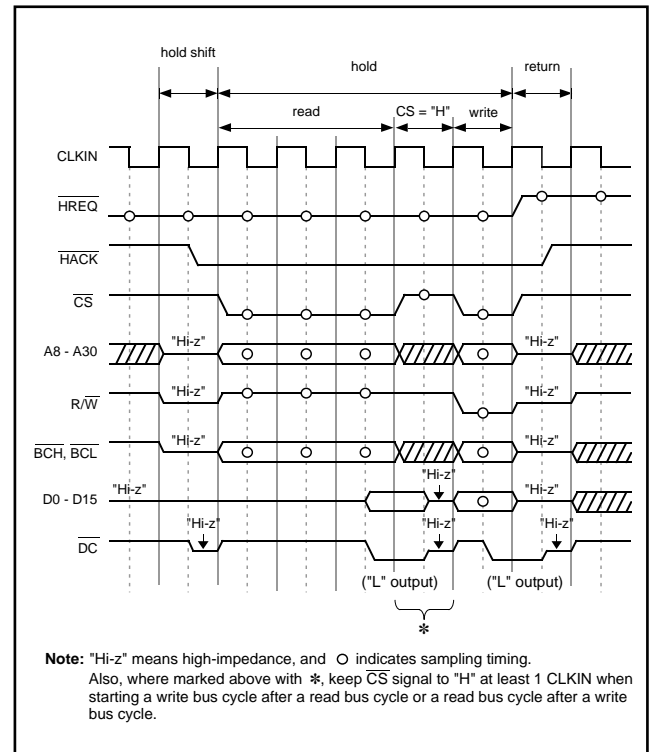 hold shift
hold
return
read
CS = "H"
write
CLKIN
HREQ
HACK
CS
A8 - A30
"Hi-z"
"Hi-z"
R/W
"Hi-z"
"Hi-z"
BCH, BCL
"Hi-z"
"Hi-z"
D0 - D15
"Hi-z"
"Hi-z"
"Hi-z"
DC
"Hi-z"
"Hi-z"
"Hi-z"
("L" output)
("L" output)
*
Note: "Hi-z" means high-impedance, and O indicates sampling timing.
Also, where marked above with *, keep CS signal to "H" at least 1 CLKIN when
starting a write bus cycle after a read bus cycle or a read bus cycle after a write
bus cycle.